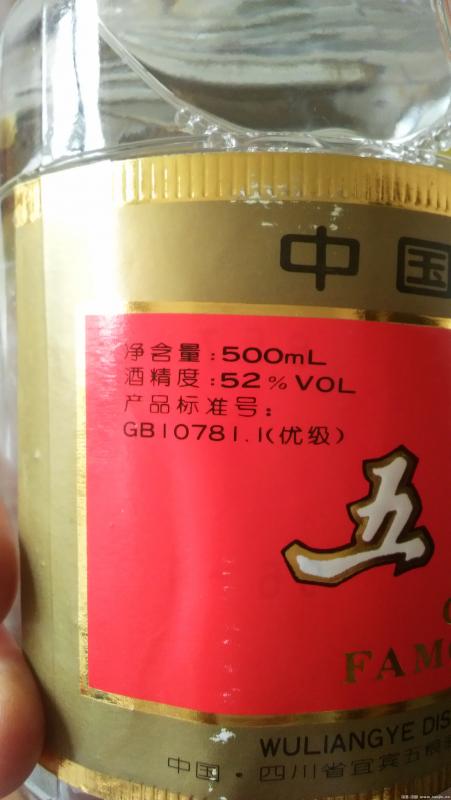 中国
净含量：500mL
酒精度：52%VOL
产品标准号：
GB10781.1（优级）
五
WULIANGYE DIS
中国·四川省宜宾五粮